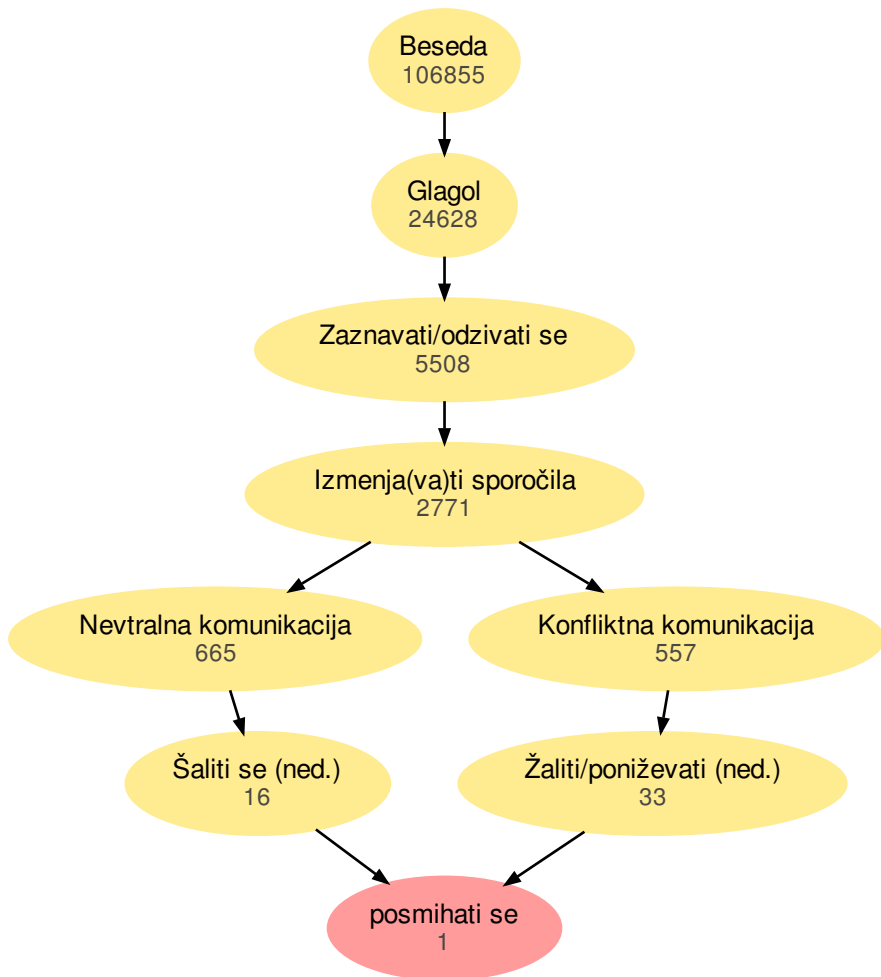 Beseda
106855
Glagol
24628
Zaznavati/odzivati se
5508
Izmenja(va)ti sporočila
2771
Nevtralna komunikacija
665
Konfliktna komunikacija
557
Šaliti se (ned.)
16
Žaliti/poniževati (ned.)
33
posmihati se
1